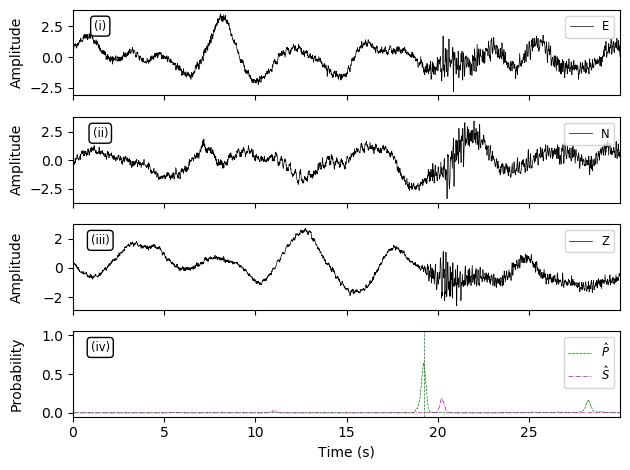 Amplitude
2.5
0.0
−2.5
(i)
E
Amplitude
2.5
0.0
−2.5
(ii)
N
Amplitude
2
0
−2
(iii)
Z
Probability
1.0
0.5
0.0
(iv)
P̂
Ŝ
0 5 10 15 20 25
Time (s)